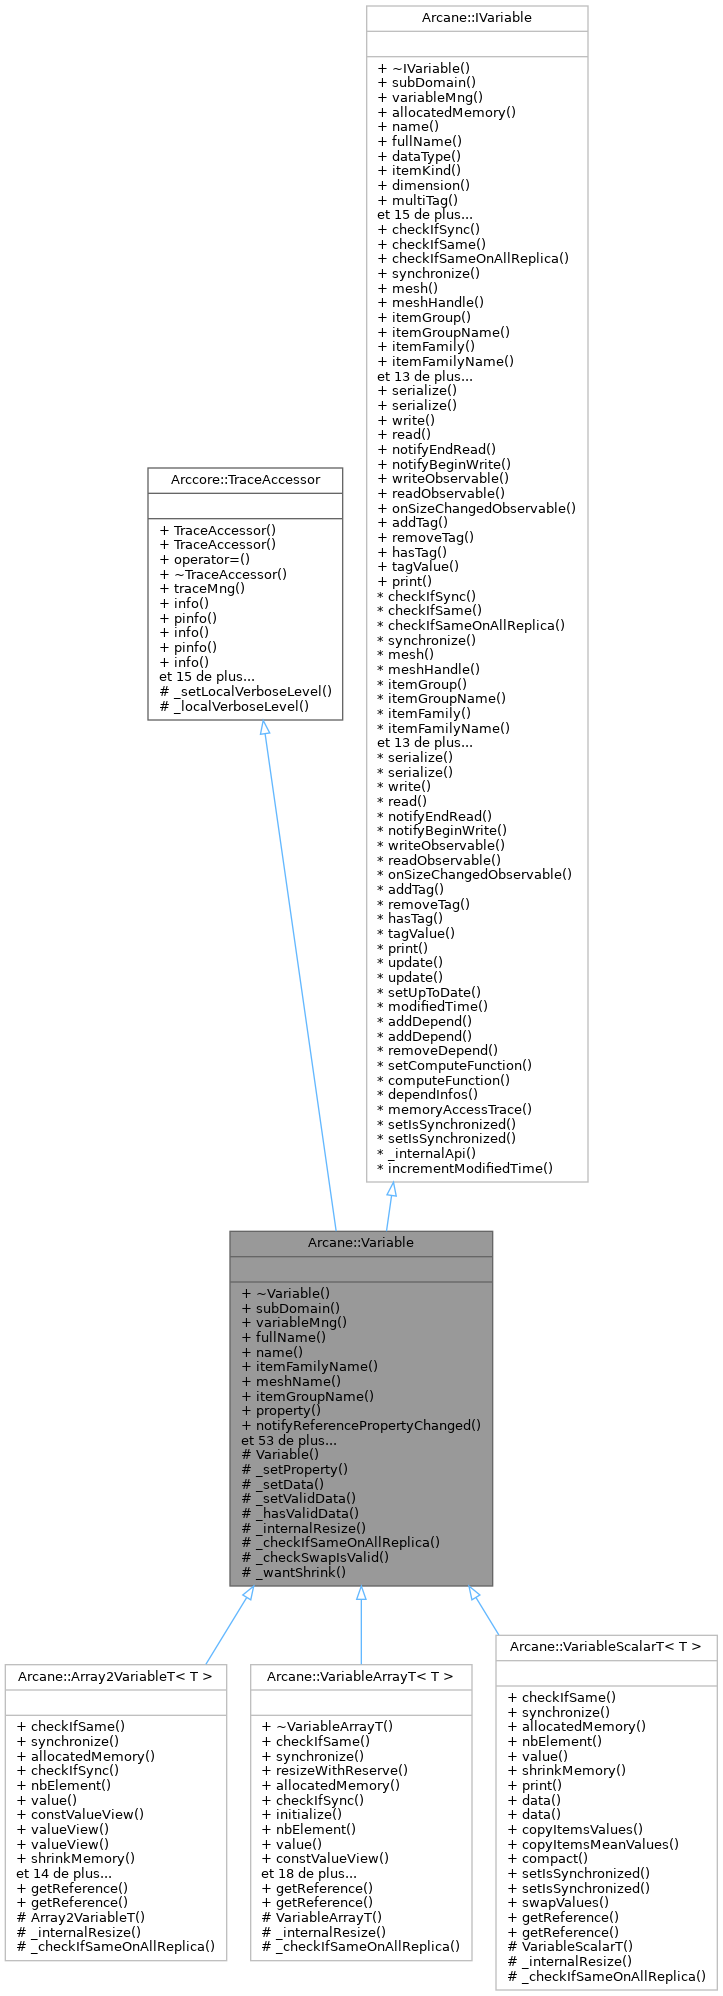 Arcane::IVariable
+ ~IVariable()
+ subDomain()
+ variableMng()
+ allocatedMemory()
+ name()
+ fullName()
+ dataType()
+ itemKind()
+ dimension()
+ multiTag()
et 15 de plus...
+ checkIfSync()
+ checkIfSame()
+ checkIfSameOnAllReplica()
+ synchronize()
+ mesh()
+ meshHandle()
+ itemGroup()
+ itemGroupName()
+ itemFamily()
+ itemFamilyName()
et 13 de plus...
+ serialize()
+ serialize()
+ write()
+ read()
+ notifyEndRead()
+ notifyBeginWrite()
+ writeObservable()
+ readObservable()
+ onSizeChangedObservable()
+ addTag()
+ removeTag()
+ hasTag()
+ tagValue()
+ print()
* checkIfSync()
* checkIfSame()
* checkIfSameOnAllReplica()
* synchronize()
* mesh()
* meshHandle()
* itemGroup()
* itemGroupName()
* itemFamily()
* itemFamilyName()
et 13 de plus...
* serialize()
* serialize()
* write()
* read()
* notifyEndRead()
* notifyBeginWrite()
* writeObservable()
* readObservable()
* onSizeChangedObservable()
* addTag()
* removeTag()
* hasTag()
* tagValue()
* print()
* update()
* update()
* setUpToDate()
* modifiedTime()
* addDepend()
* addDepend()
* removeDepend()
* setComputeFunction()
* computeFunction()
* dependInfos()
* memoryAccessTrace()
* setIsSynchronized()
* setIsSynchronized()
* _internalApi()
* incrementModifiedTime()
Arccore::TraceAccessor
+ TraceAccessor()
+ TraceAccessor()
+ operator=()
+ ~TraceAccessor()
+ traceMng()
+ info()
+ pinfo()
+ info()
+ pinfo()
+ info()
et 15 de plus...
# _setLocalVerboseLevel()
# _localVerboseLevel()
Arcane::Variable
+ ~Variable()
+ subDomain()
+ variableMng()
+ fullName()
+ name()
+ itemFamilyName()
+ meshName()
+ itemGroupName()
+ property()
+ notifyReferencePropertyChanged()
et 53 de plus...
# Variable()
# _setProperty()
# _setData()
# _setValidData()
# _hasValidData()
# _internalResize()
# _checkIfSameOnAllReplica()
# _checkSwapIsValid()
# _wantShrink()
Arcane::Array2VariableT< T >
+ checkIfSame()
+ synchronize()
+ allocatedMemory()
+ checkIfSync()
+ nbElement()
+ value()
+ constValueView()
+ valueView()
+ valueView()
+ shrinkMemory()
et 14 de plus...
+ getReference()
+ getReference()
# Array2VariableT()
# _internalResize()
# _checkIfSameOnAllReplica()
Arcane::VariableArrayT< T >
+ ~VariableArrayT()
+ checkIfSame()
+ synchronize()
+ resizeWithReserve()
+ allocatedMemory()
+ checkIfSync()
+ initialize()
+ nbElement()
+ value()
+ constValueView()
et 18 de plus...
+ getReference()
+ getReference()
# VariableArrayT()
# _internalResize()
# _checkIfSameOnAllReplica()
Arcane::VariableScalarT< T >
+ checkIfSame()
+ synchronize()
+ allocatedMemory()
+ nbElement()
+ value()
+ shrinkMemory()
+ print()
+ data()
+ data()
+ copyItemsValues()
+ copyItemsMeanValues()
+ compact()
+ setIsSynchronized()
+ setIsSynchronized()
+ swapValues()
+ getReference()
+ getReference()
# VariableScalarT()
# _internalResize()
# _checkIfSameOnAllReplica()